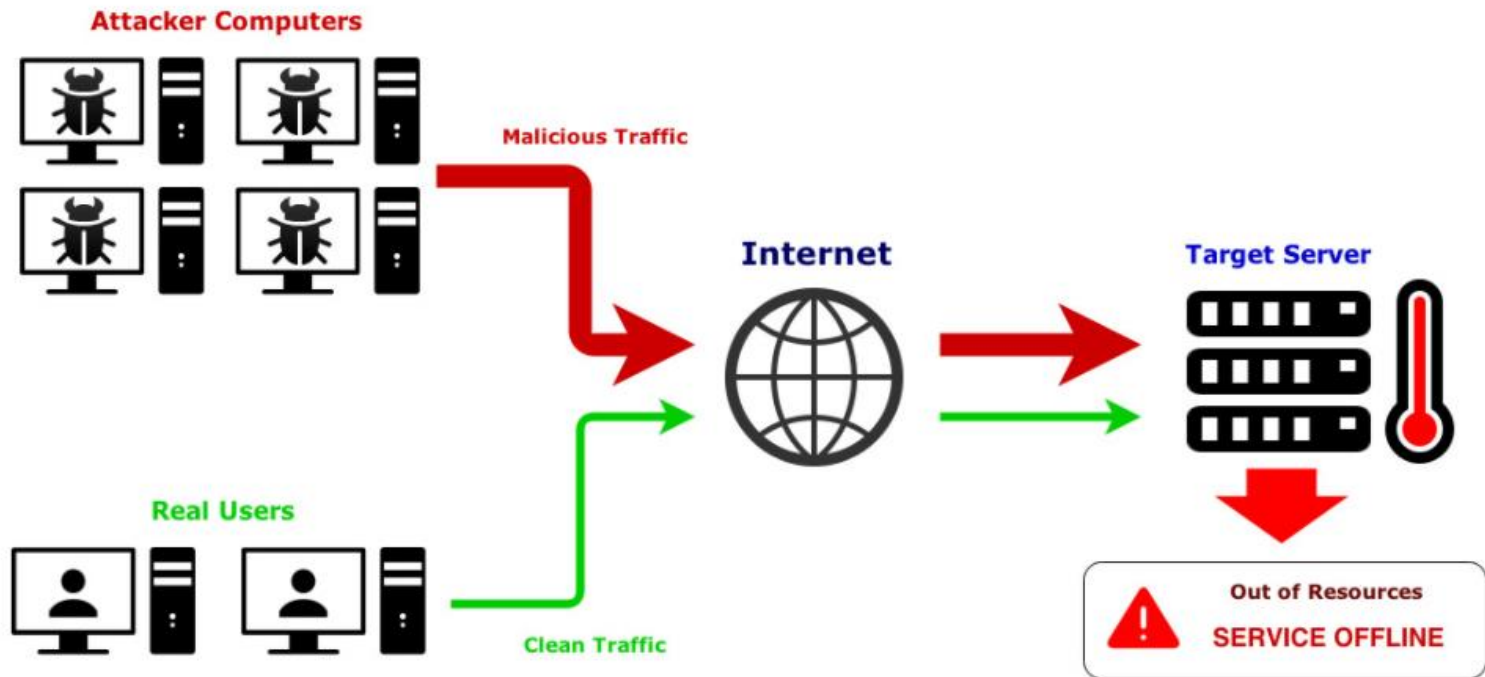 Attacker Computers
Malicious Traffic
Internet
Target Server
Real Users
Clean Traffic
Out of Resources
SERVICE OFFLINE